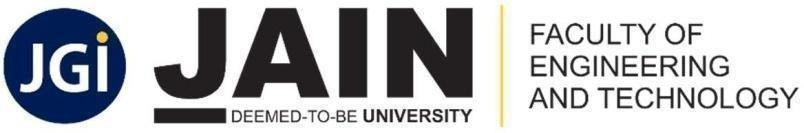 JGi
JAIN
DEEMED-TO-BE UNIVERSITY
FACULTY OF
ENGINEERING
AND TECHNOLOGY